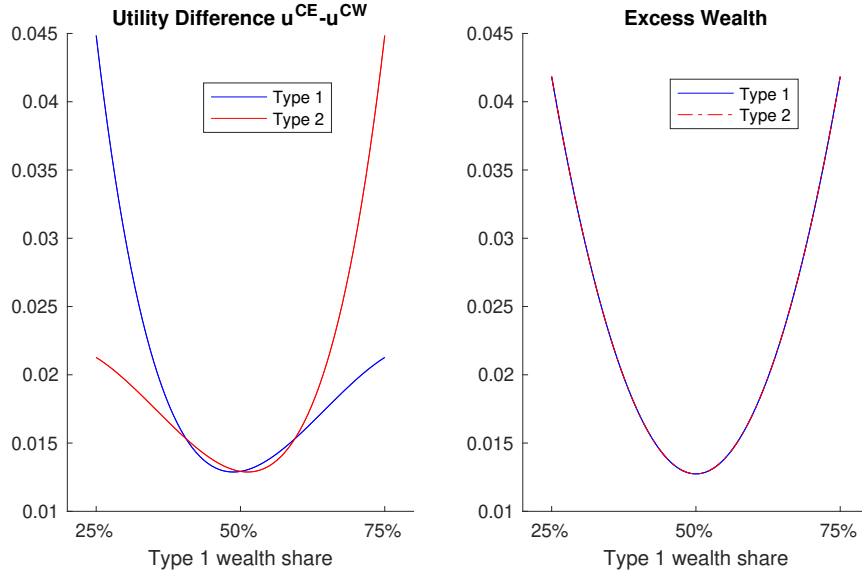 Utility Difference u^CE-u^CW
0.045
0.04
0.035
0.03
0.025
0.02
0.015
0.01
25%
50%
75%
Type 1 wealth share
Type 1
Type 2
Excess Wealth
0.045
0.04
0.035
0.03
0.025
0.02
0.015
0.01
25%
50%
75%
Type 1 wealth share
Type 1
Type 2